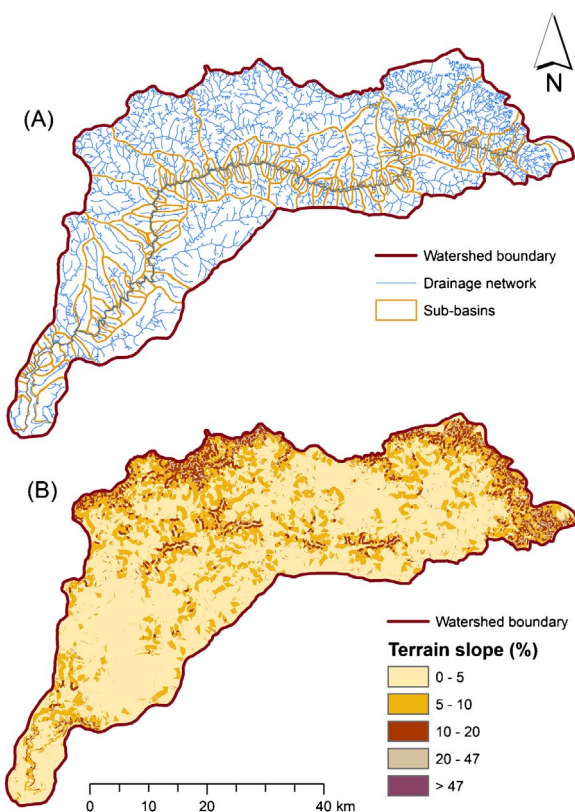 N
(A)
Watershed boundary
Drainage network
Sub-basins
(B)
Watershed boundary
Terrain slope (%)
0 - 5
5 - 10
10 - 20
20 - 47
> 47
0 10 20 40 km